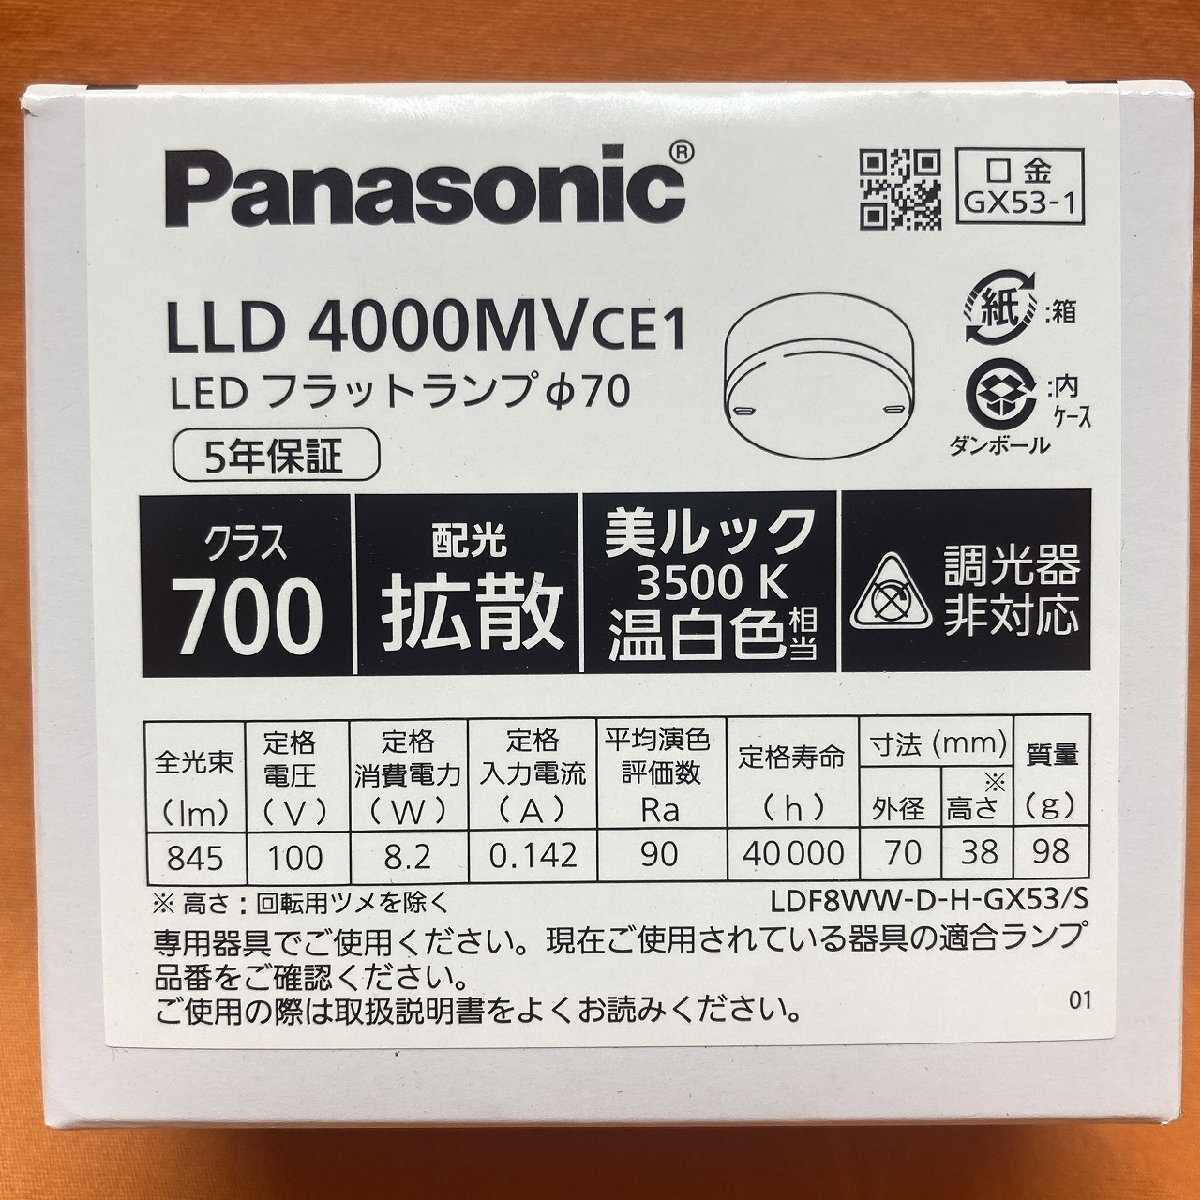 Panasonic®
口金
GX53-1
LLD 4000MVCE1
LED フラットランプφ70
5年保証
紙 :箱
:内ケース
ダンボール
クラス
700
配光
拡散
美ルック
3500 K
温白色相当
調光器
非対応
全光束 (lm) 定格電圧 (V) 定格消費電力 (W) 定格入力電流 (A) 平均演色評価数 Ra 定格寿命 (h) 寸法 (mm) 外径 高さ※ 質量 (g)
845 100 8.2 0.142 90 40000 70 38 98
※高さ：回転用ツメを除く
LDF8WW-D-H-GX53/S
専用器具でご使用ください。現在ご使用されている器具の適合ランプ
品番をご確認ください。
ご使用の際は取扱説明書をよくお読みください。
01